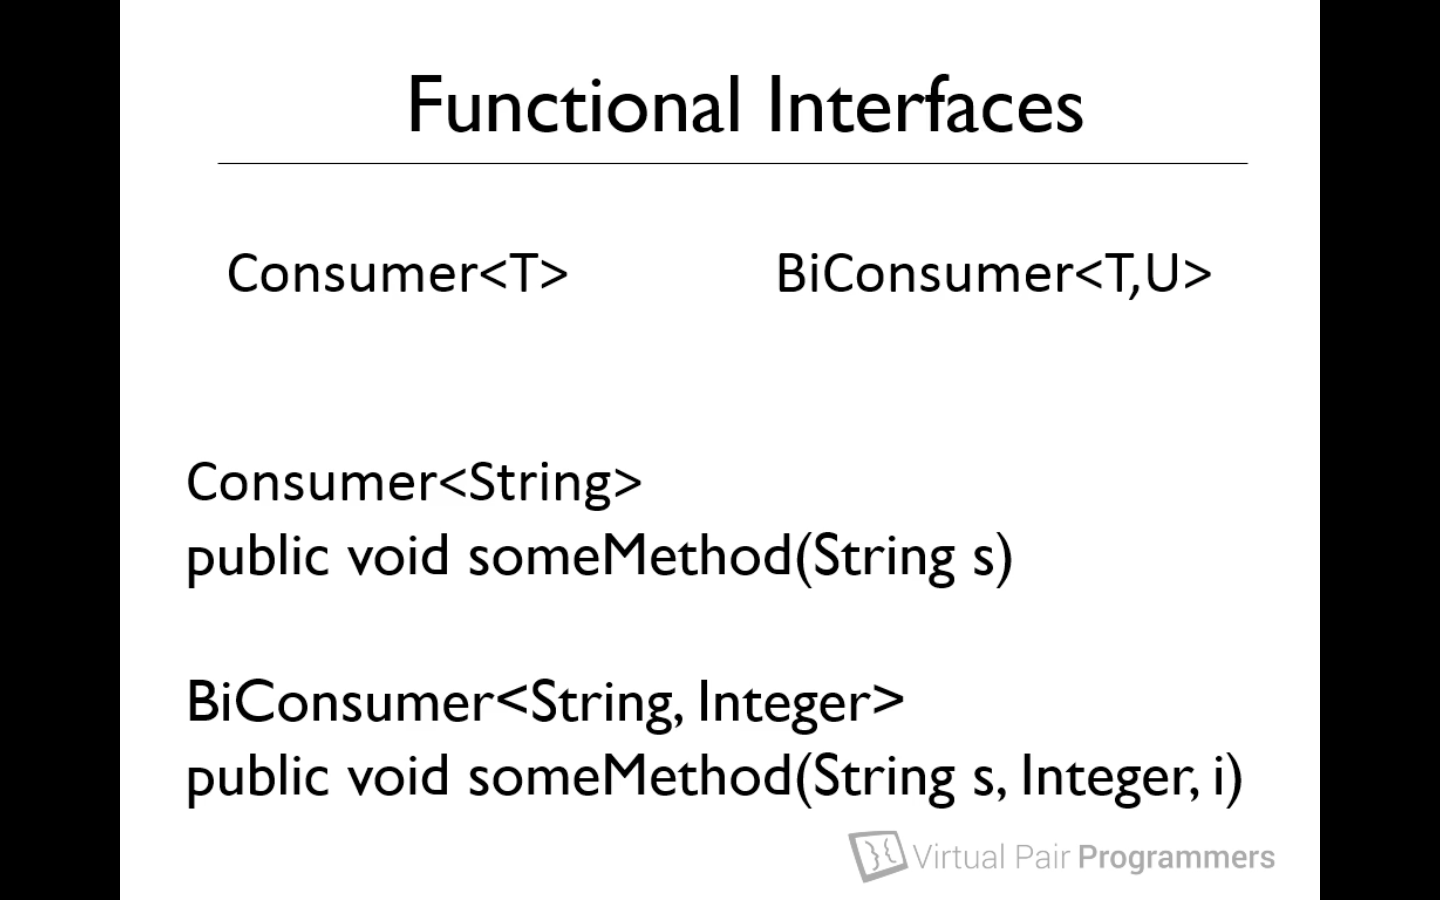 Functional Interfaces
Consumer<T>
BiConsumer<T,U>
Consumer<String>
public void someMethod(String s)
BiConsumer<String, Integer>
public void someMethod(String s, Integer, i)
Virtual Pair Programmers